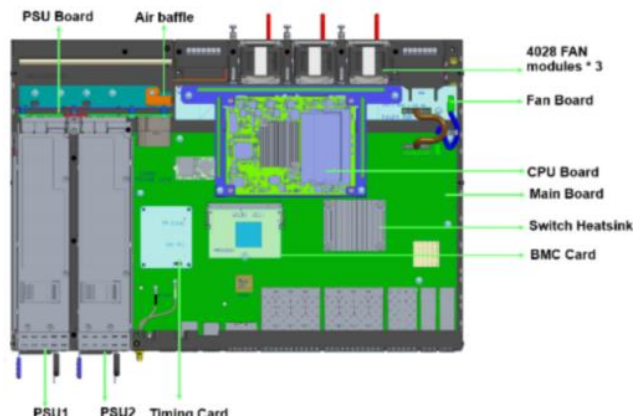 PSU Board
Air baffle
4028 FAN
modules * 3
Fan Board
CPU Board
Main Board
Switch Heatsink
BMC Card
PSU1
PSU2
Timing Card